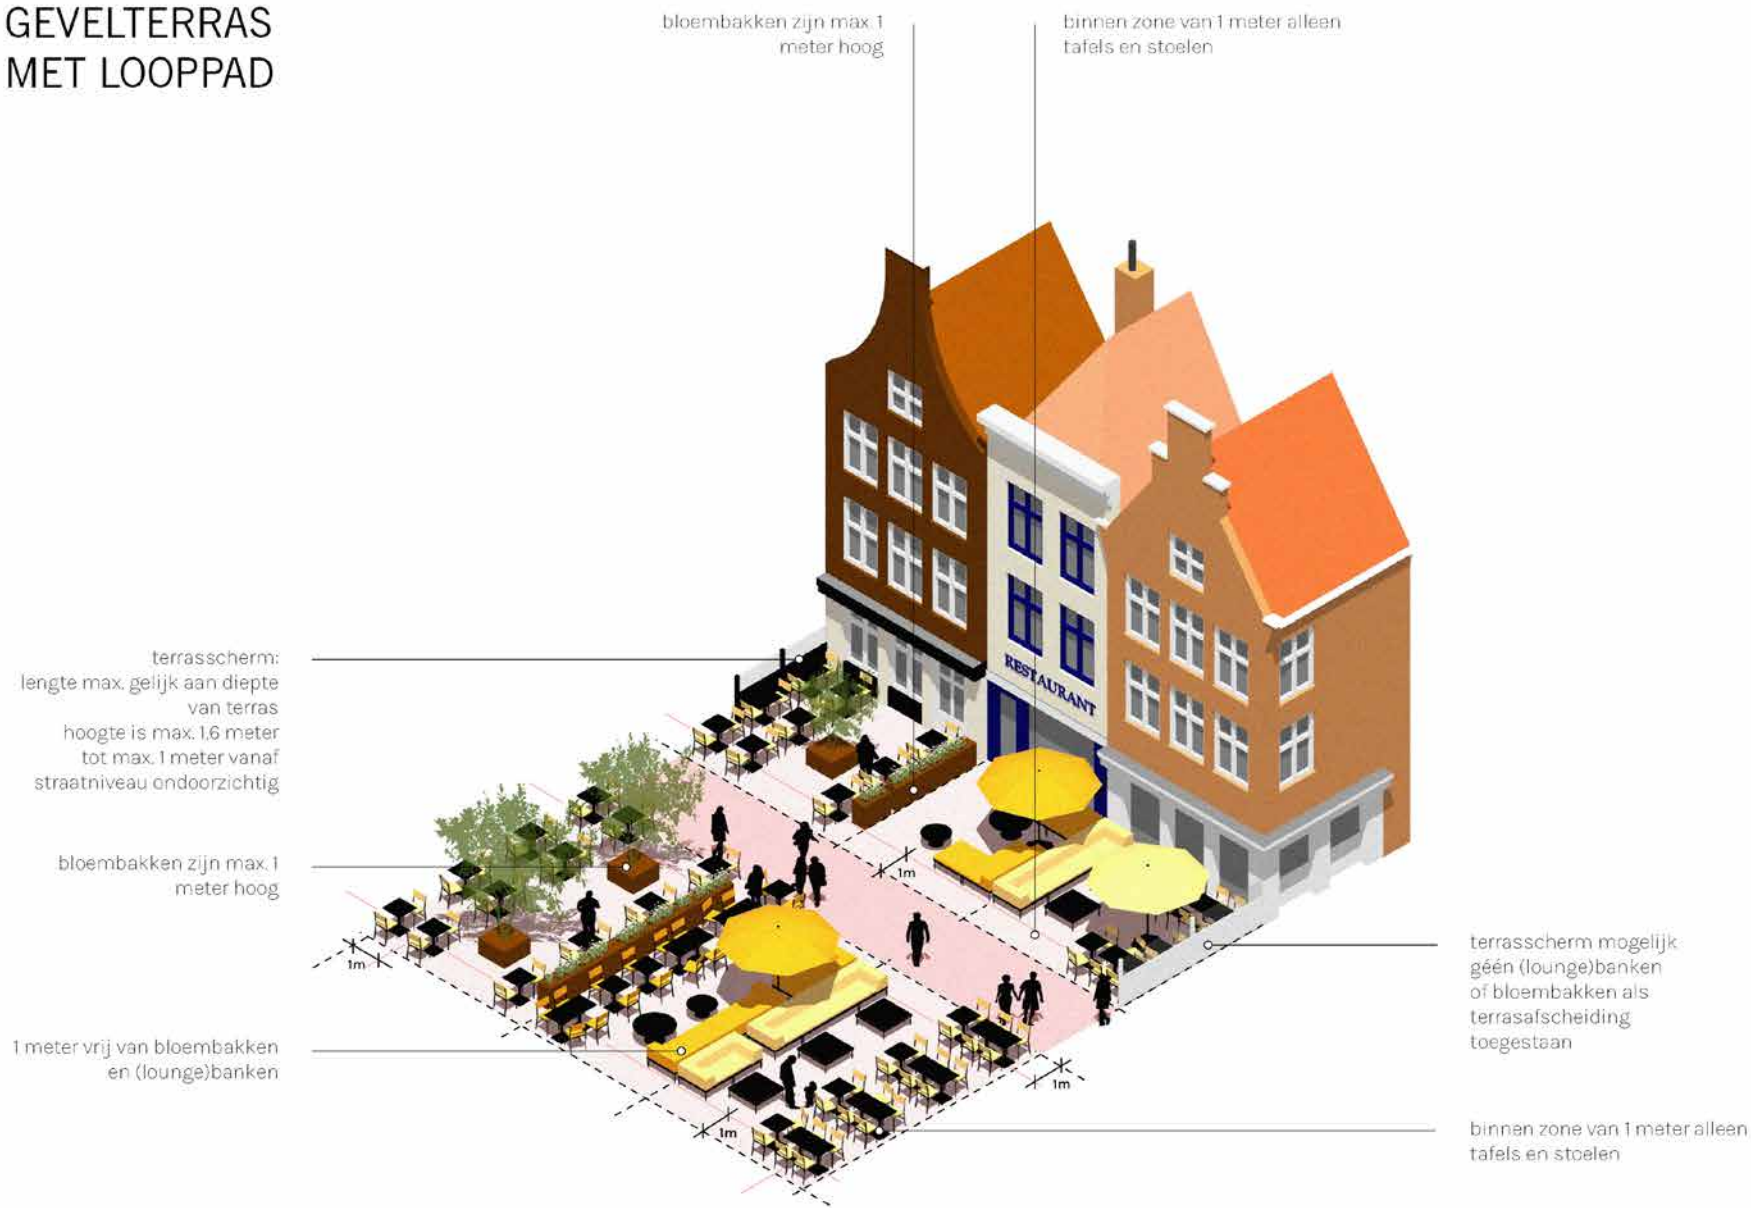 GEVELTERRAS
MET LOOPPAD
bloembakken zijn max. 1
meter hoog
binnen zone van 1 meter alleen
tafels en stoelen
RESTAURANT
terrasscherm:
lengte max. gelijk aan diepte
van terras
hoogte is max. 1,6 meter
tot max. 1 meter vanaf
straatniveau ondoorzichtig
bloembakken zijn max. 1
meter hoog
1m
1m
terrasscherm mogelijk
géén (lounge)banken
of bloembakken als
terrasafscheiding
toegestaan
1 meter vrij van bloembakken
en (lounge)banken
1m
1m
binnen zone van 1 meter alleen
tafels en stoelen